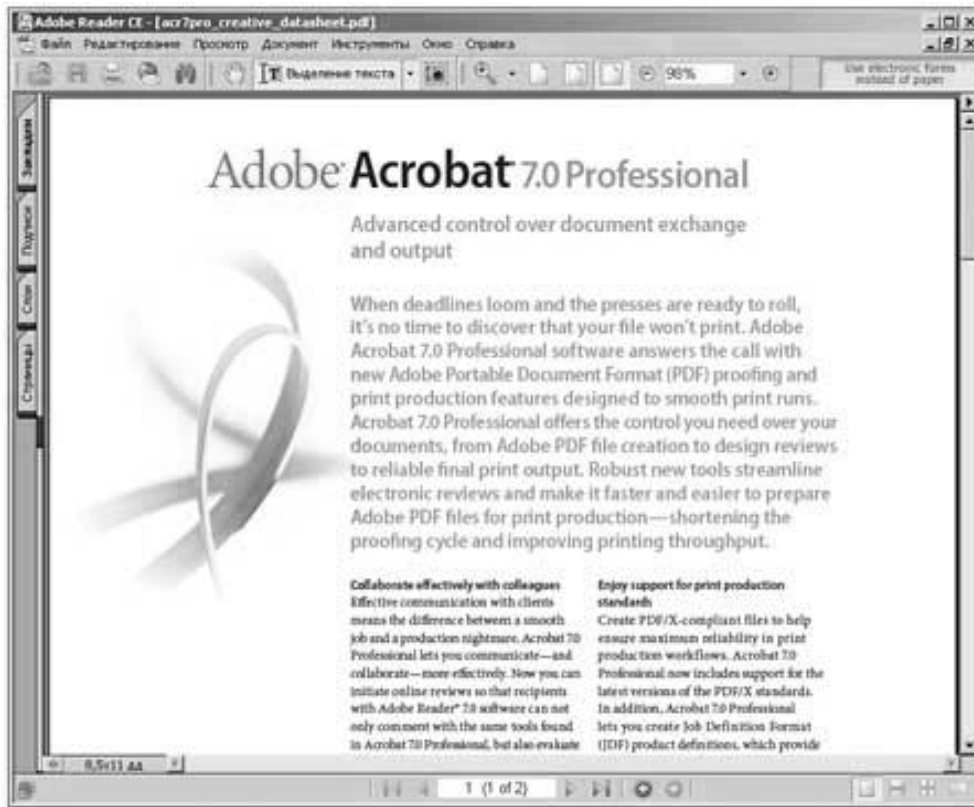 Adobe Reader CE - [acr7pro_creative_datasheet.pdf]
Файл Редактирование Просмотр Документ Инструменты Окно Справка
Выделение текста 98% Use electronic forms
instead of paper
Закладки
Подписи
Слои
Страницы
Adobe® Acrobat 7.0 Professional
Advanced control over document exchange
and output
When deadlines loom and the presses are ready to roll,
it's no time to discover that your file won't print. Adobe
Acrobat 7.0 Professional software answers the call with
new Adobe Portable Document Format (PDF) proofing and
print production features designed to smooth print runs.
Acrobat 7.0 Professional offers the control you need over your
documents, from Adobe PDF file creation to design reviews
to reliable final print output. Robust new tools streamline
electronic reviews and make it faster and easier to prepare
Adobe PDF files for print production—shortening the
proofing cycle and improving printing throughput.
Collaborate effectively with colleagues
Effective communication with clients
means the difference between a smooth
job and a production nightmare. Acrobat 7.0
Professional lets you communicate—and
collaborate—more effectively. Now you can
initiate online reviews so that recipients
with Adobe Reader® 7.0 software can not
only comment with the same tools found
in Acrobat 7.0 Professional, but also evaluate
Enjoy support for print production
standards
Create PDF/X-compliant files to help
ensure maximum reliability in print
production workflows. Acrobat 7.0
Professional now includes support for the
latest versions of the PDF/X standards.
In addition, Acrobat 7.0 Professional
lets you create Job Definition Format
(JDF) product definitions, which provide
8,5x11 дд
1 (1 of 2)